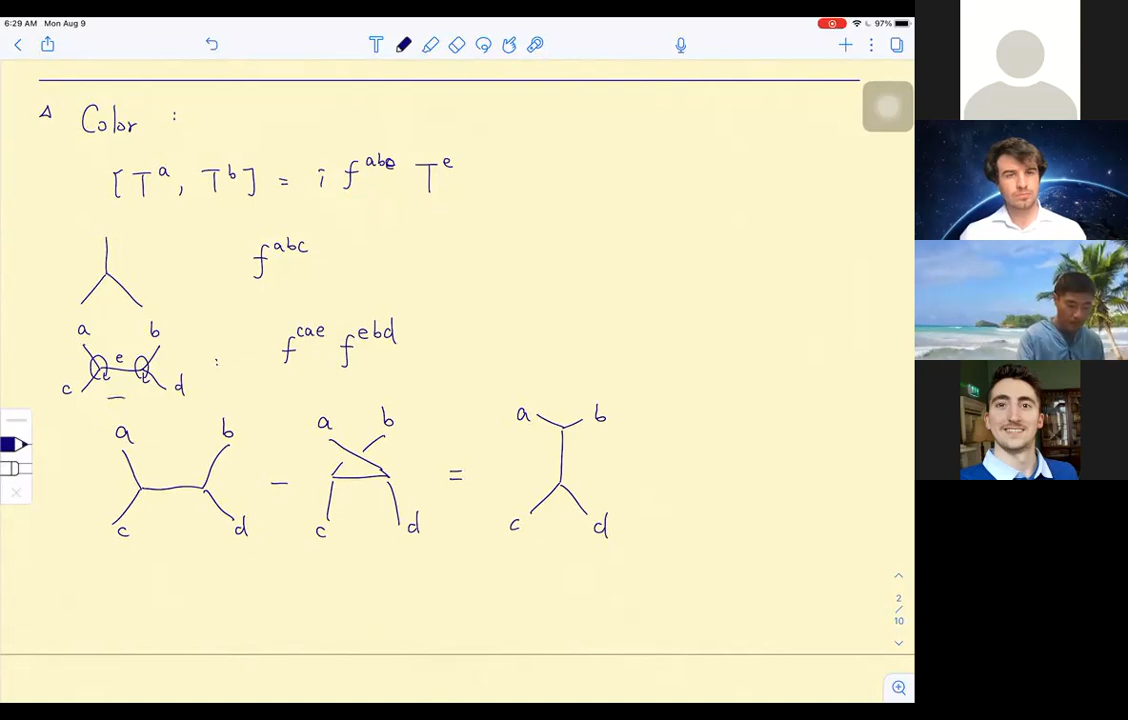 6:29 AM Mon Aug 9
97%
Color :
[T^a, T^b] = i f^{abe} T^e
f^{abc}
a b
e
c d : f^{cae} f^{ebd}
a b a b a b
- =
c d c d c d
2
/
10